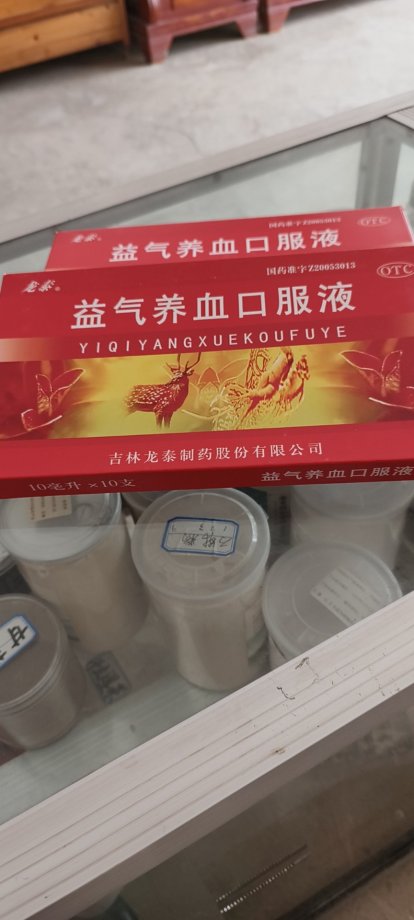 龙泰®
国药准字Z20053013
OTC
益气养血口服液
龙泰®
国药准字Z20053013
OTC
益气养血口服液
YIQIYANGXUEKOUFUYE
吉林龙泰制药股份有限公司
10毫升 ×10支
益气养血口服液